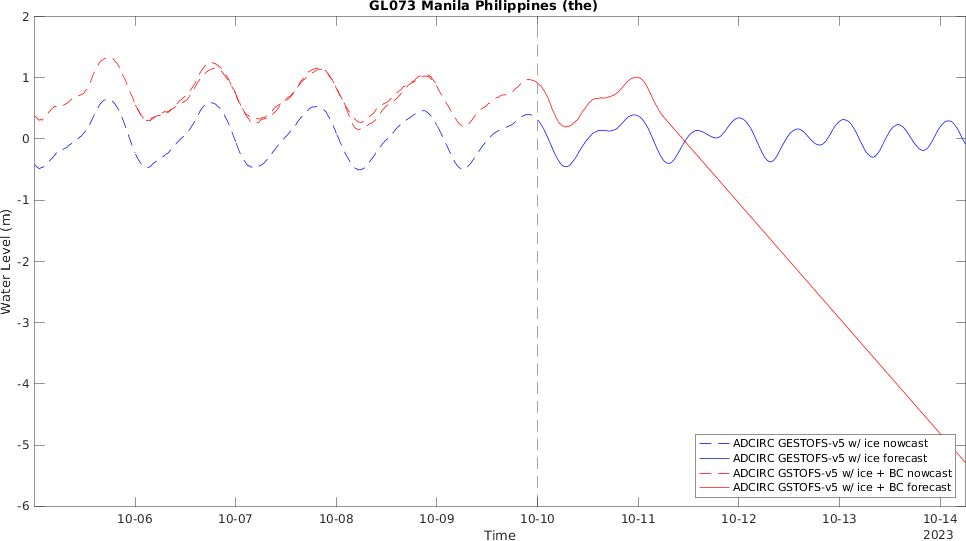 GL073 Manila Philippines (the)
2
1
0
-1
-2
-3
-4
-5
-6
Water Level (m)
ADCIRC GESTOFS-v5 w/ ice nowcast
ADCIRC GESTOFS-v5 w/ ice forecast
ADCIRC GSTOFS-v5 w/ ice + BC nowcast
ADCIRC GSTOFS-v5 w/ ice + BC forecast
10-06 10-07 10-08 10-09 10-10 10-11 10-12 10-13 10-14
Time 2023